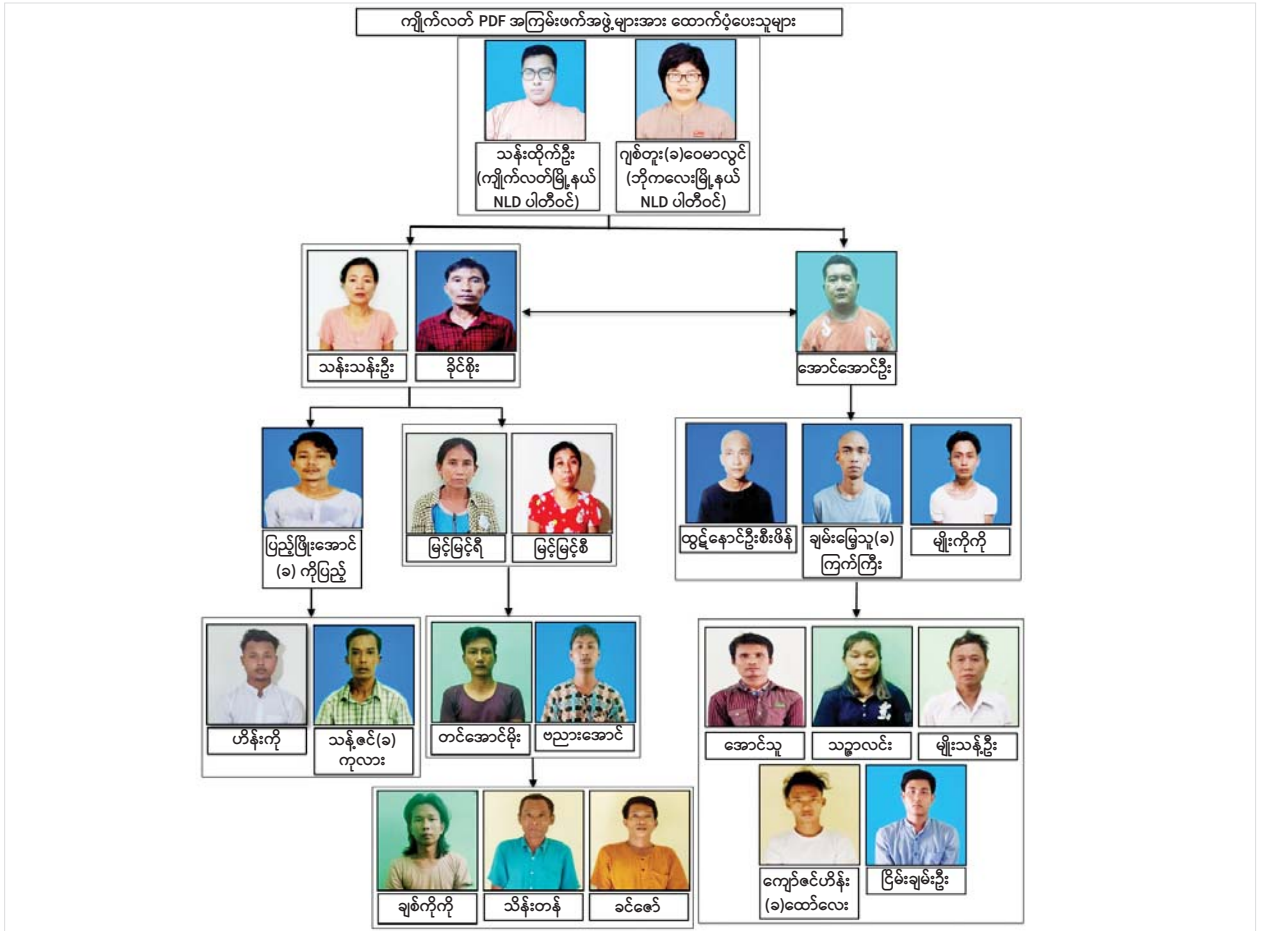 ကျိုက်လတ် PDF အကြမ်းဖက်အဖွဲ့များအား ထောက်ပံ့ပေးသူများ
သန်းထိုက်ဦး
(ကျိုက်လတ်မြို့နယ်
NLD ပါတီဝင်)
ဂျစ်တူး(ခ)ဝေမာလွင်
(ဘိုကလေးမြို့နယ်
NLD ပါတီဝင်)
သန်းသန်းဦး
ခိုင်စိုး
အောင်အောင်ဦး
ပြည့်ဖြိုးအောင်
(ခ) ကိုပြည့်
မြင့်မြင့်ရီ
မြင့်မြင့်စီ
ထွဋ်နောင်ဦးစီးဖိန်
ချမ်းမြေ့သူ(ခ)
ကြက်ကြီး
မျိုးကိုကို
ဟိန်းကို
သန့်ဇင်(ခ)
ကုလား
တင်အောင်မိုး
ဗညားအောင်
အောင်သူ
သဥ္ဇာလင်း
မျိုးသန့်ဦး
ချစ်ကိုကို
သိန်းတန်
ခင်ဇော်
ကျော်ဇင်ဟိန်း
(ခ)ထော်လေး
ငြိမ်းချမ်းဦး